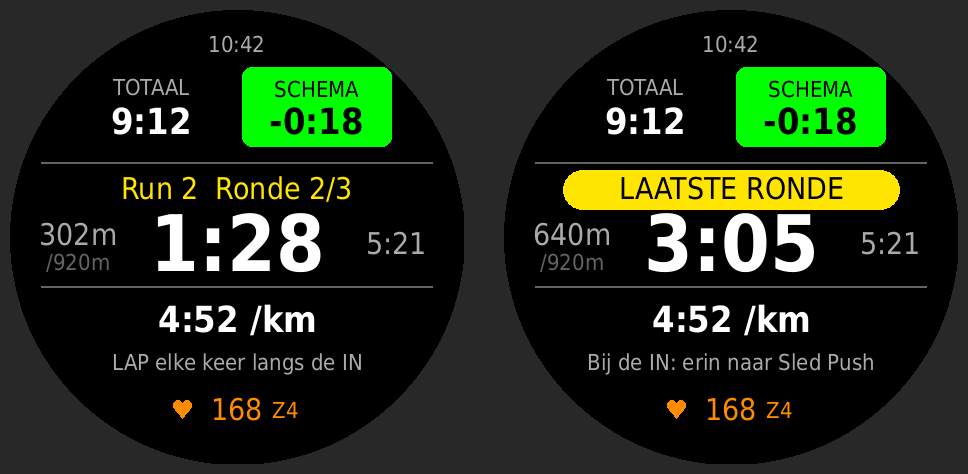 10:42
TOTAAL SCHEMA
9:12 -0:18
Run 2 Ronde 2/3
302m 1:28 5:21
/920m
4:52 /km
LAP elke keer langs de IN
168 Z4
10:42
TOTAAL SCHEMA
9:12 -0:18
LAATSTE RONDE
640m 3:05 5:21
/920m
4:52 /km
Bij de IN: erin naar Sled Push
168 Z4